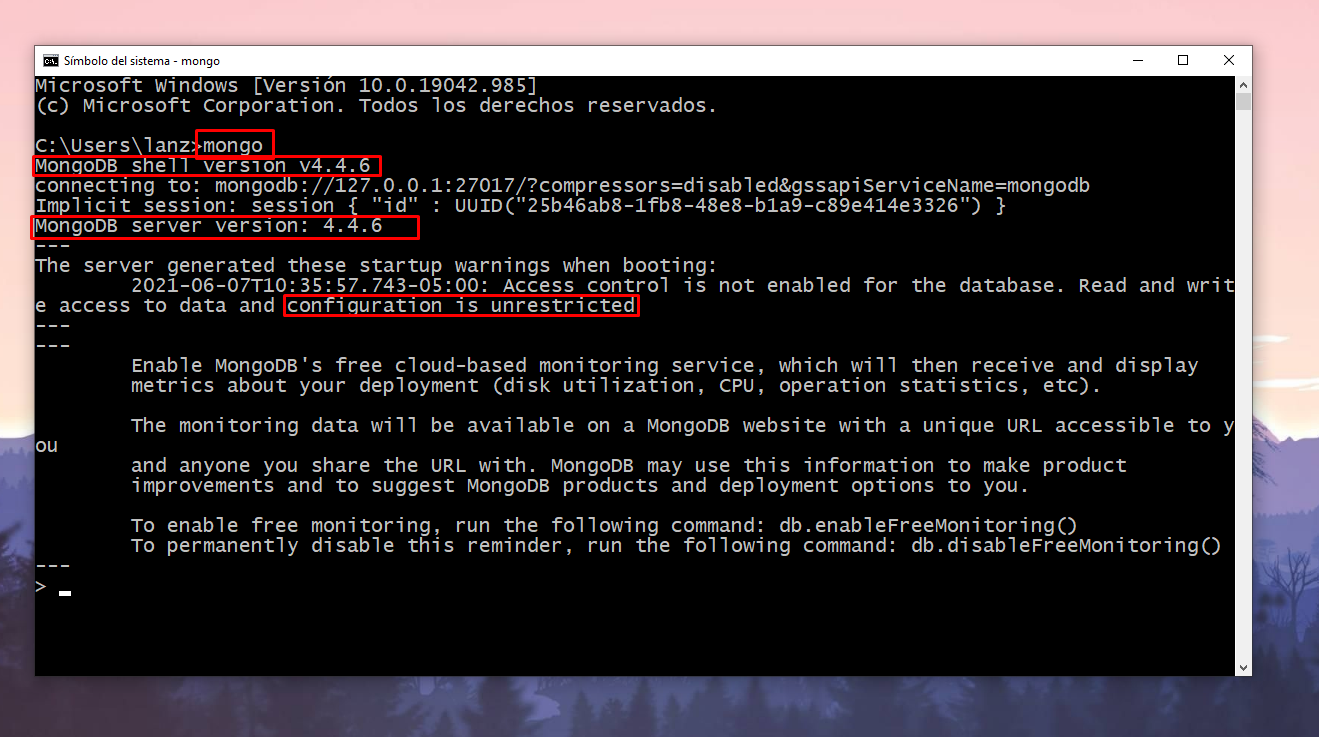 Símbolo del sistema - mongo
Microsoft Windows [Versión 10.0.19042.985]
(c) Microsoft Corporation. Todos los derechos reservados.
C:\Users\lanz>mongo
MongoDB shell version v4.4.6
connecting to: mongodb://127.0.0.1:27017/?compressors=disabled&gssapiServiceName=mongodb
Implicit session: session { "id" : UUID("25b46ab8-1fb8-48e8-b1a9-c89e414e3326") }
MongoDB server version: 4.4.6
---
The server generated these startup warnings when booting:
2021-06-07T10:35:57.743-05:00: Access control is not enabled for the database. Read and writ
e access to data and configuration is unrestricted
---
---
Enable MongoDB's free cloud-based monitoring service, which will then receive and display
metrics about your deployment (disk utilization, CPU, operation statistics, etc).
The monitoring data will be available on a MongoDB website with a unique URL accessible to y
ou
and anyone you share the URL with. MongoDB may use this information to make product
improvements and to suggest MongoDB products and deployment options to you.
To enable free monitoring, run the following command: db.enableFreeMonitoring()
To permanently disable this reminder, run the following command: db.disableFreeMonitoring()
---
>